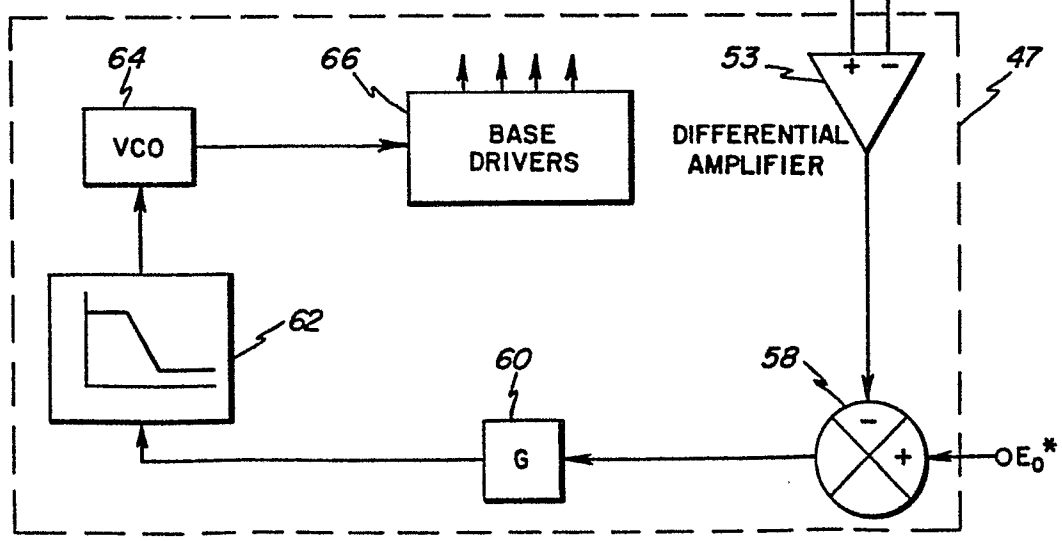 64
66
53
+ -
47
VCO
BASE
DRIVERS
DIFFERENTIAL
AMPLIFIER
62
60
58
-
G
+
E₀*